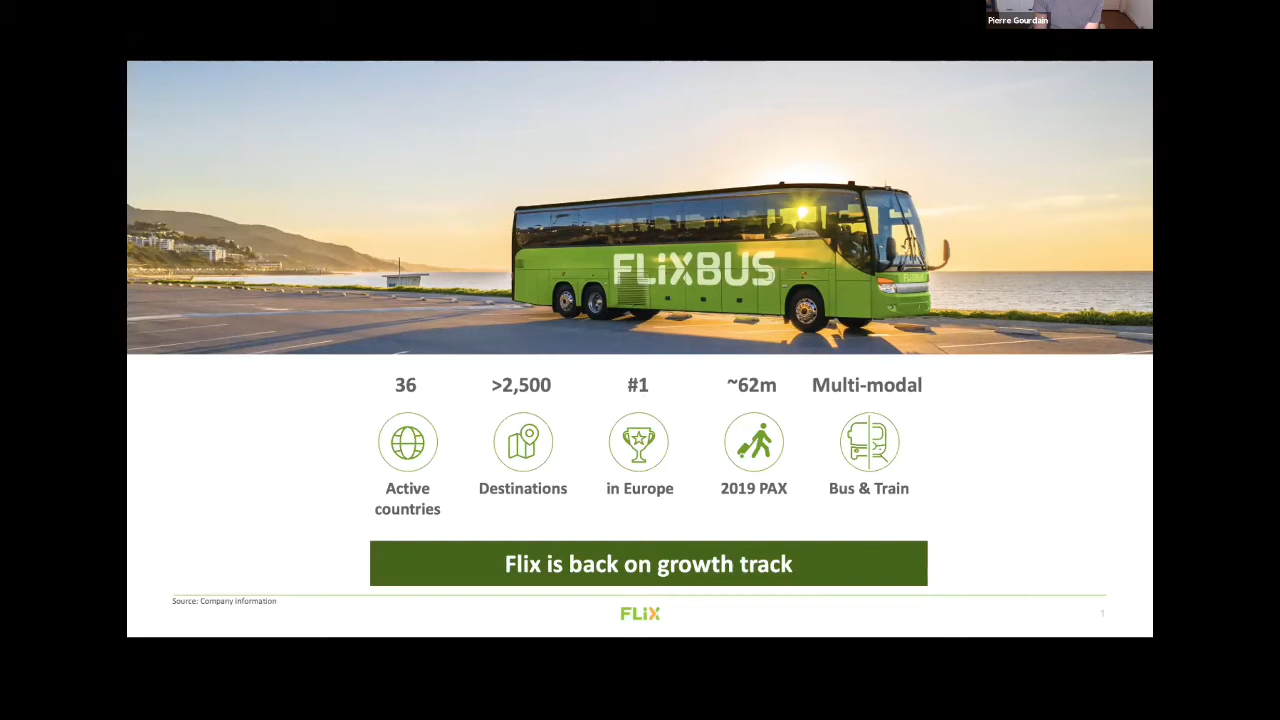 Pierre Gourdain
FLiXBUS
36
>2,500
#1
~62m
Multi-modal
Active
countries
Destinations
in Europe
2019 PAX
Bus & Train
Flix is back on growth track
Source: Company information
FLiX
1